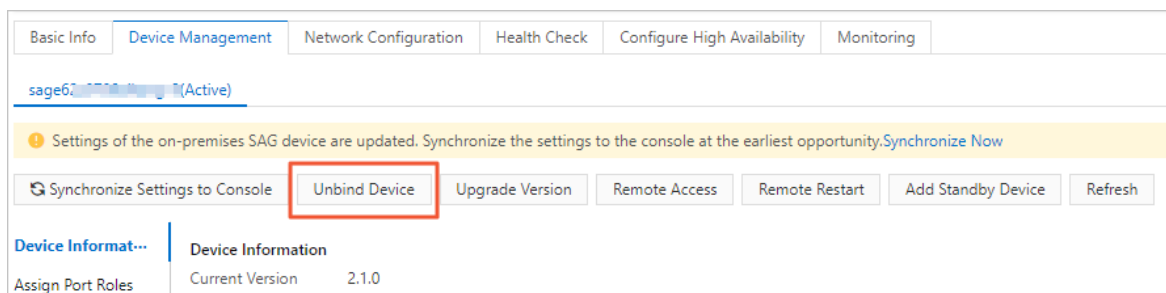 Basic Info Device Management Network Configuration Health Check Configure High Availability Monitoring
(Active)
Settings of the on-premises SAG device are updated. Synchronize the settings to the console at the earliest opportunity.Synchronize Now
Synchronize Settings to Console Unbind Device Upgrade Version Remote Access Remote Restart Add Standby Device Refresh
Device Informat··· Device Information
Assign Port Roles Current Version 2.1.0